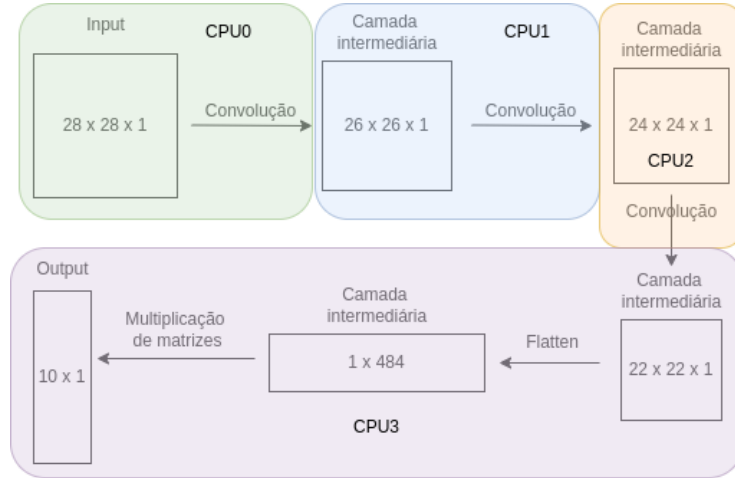 Input
CPU0
28 x 28 x 1
Convolução
Camada
intermediária
CPU1
26 x 26 x 1
Convolução
Camada
intermediária
24 x 24 x 1
CPU2
Convolução
Camada
intermediária
22 x 22 x 1
Flatten
Camada
intermediária
1 x 484
CPU3
Multiplicação
de matrizes
Output
10 x 1